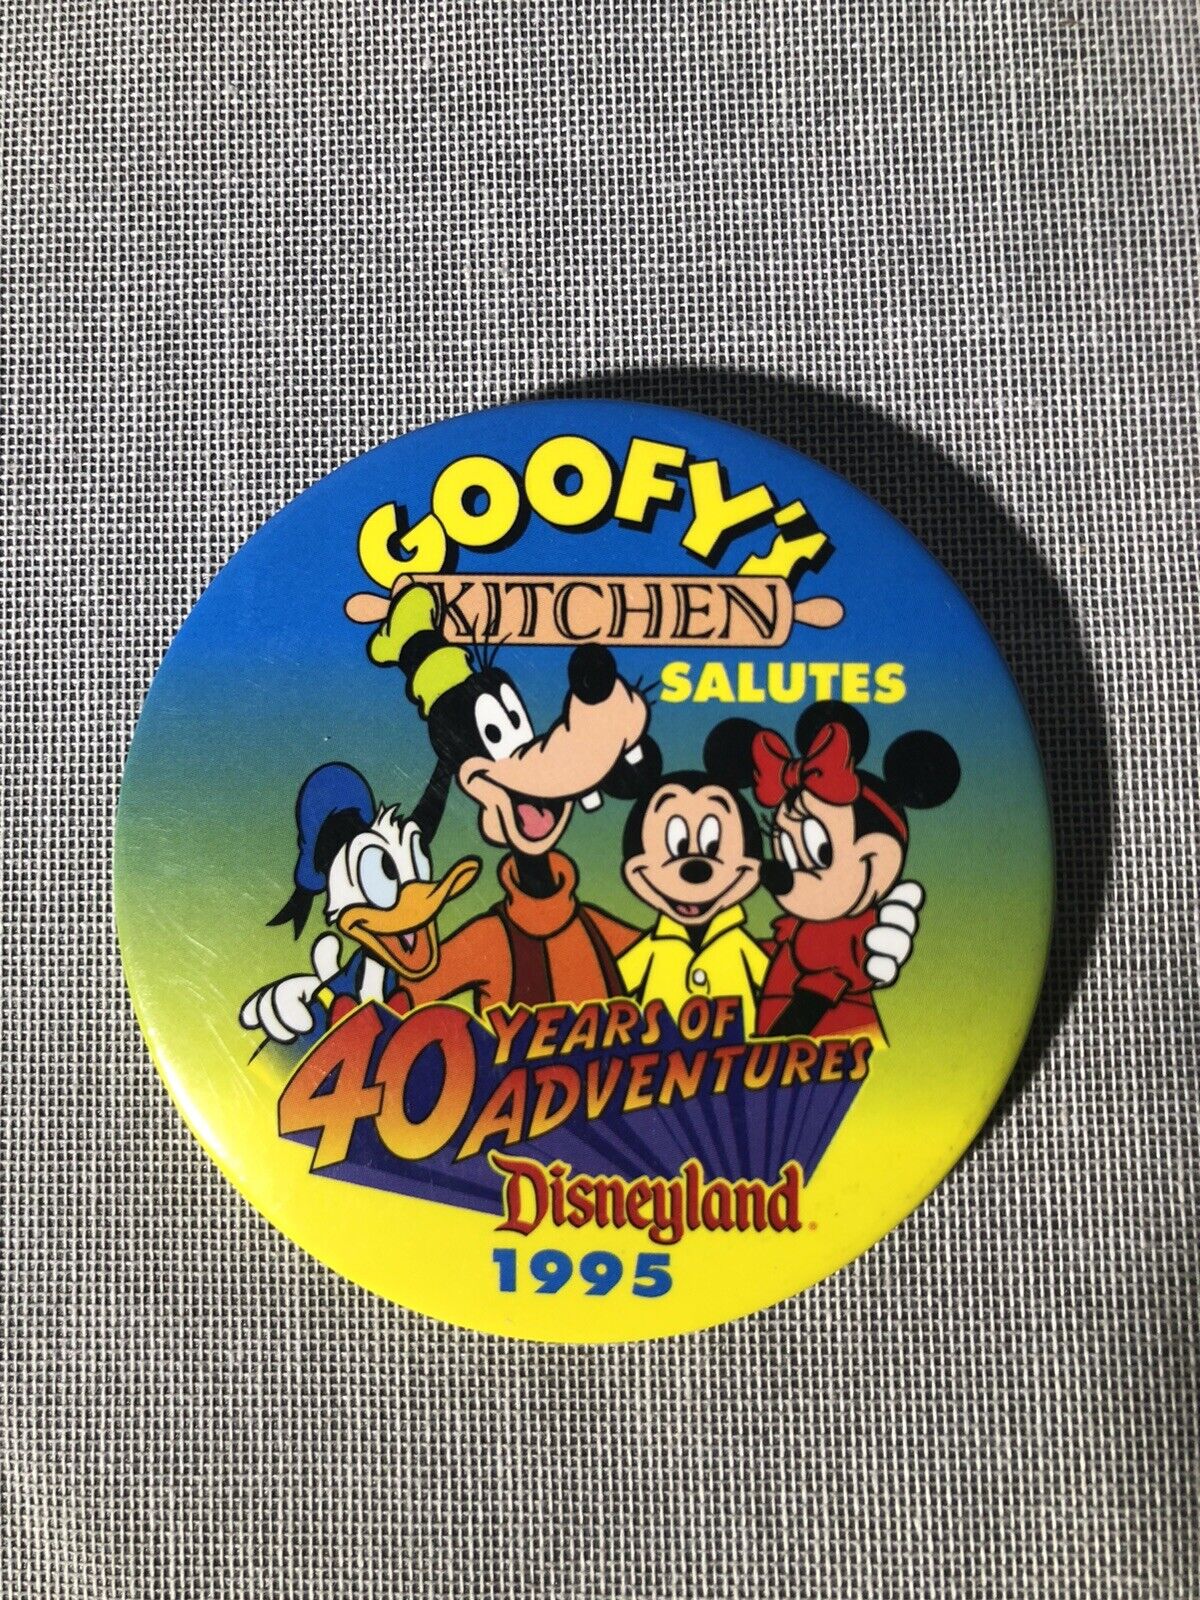 GOOFY'S
KITCHEN
SALUTES
40 YEARS OF
ADVENTURES
Disneyland®
1995